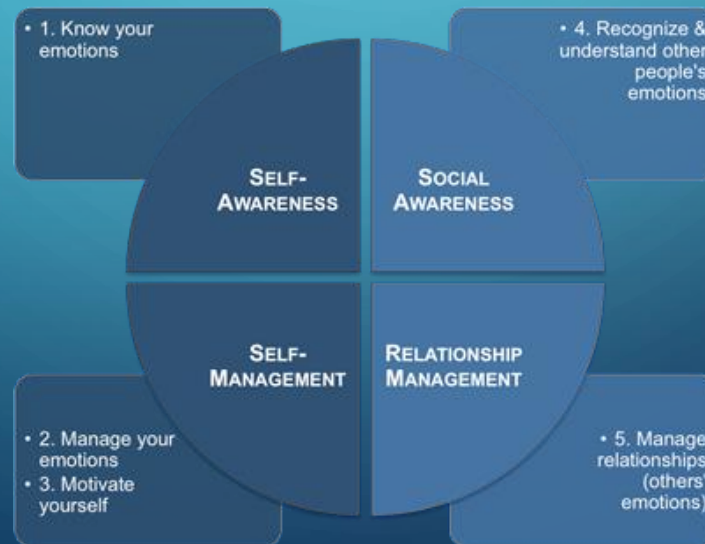 • 1. Know your
emotions
• 4. Recognize &
understand other
people's
emotions
SELF-
AWARENESS
SOCIAL
AWARENESS
SELF-
MANAGEMENT
RELATIONSHIP
MANAGEMENT
• 2. Manage your
emotions
• 3. Motivate
yourself
• 5. Manage
relationships
(others'
emotions)